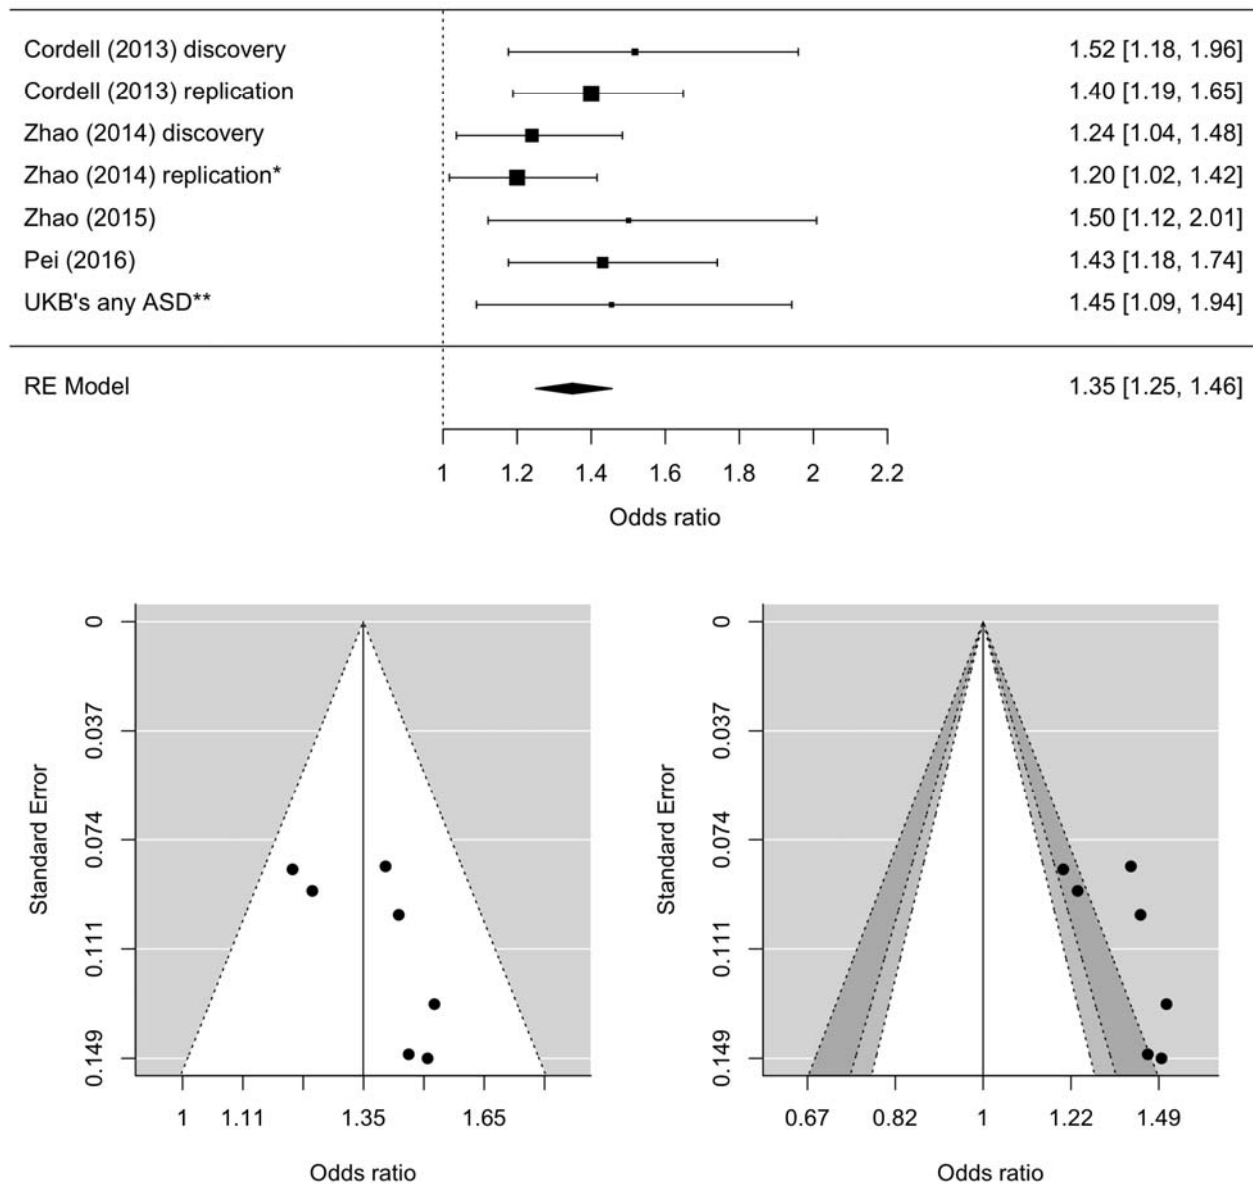 Cordell (2013) discovery 1.52 [1.18, 1.96]
Cordell (2013) replication 1.40 [1.19, 1.65]
Zhao (2014) discovery 1.24 [1.04, 1.48]
Zhao (2014) replication* 1.20 [1.02, 1.42]
Zhao (2015) 1.50 [1.12, 2.01]
Pei (2016) 1.43 [1.18, 1.74]
UKB's any ASD** 1.45 [1.09, 1.94]
RE Model 1.35 [1.25, 1.46]
1 1.2 1.4 1.6 1.8 2 2.2
Odds ratio
Standard Error
0
0.037
0.074
0.111
0.149
1 1.11 1.35 1.65
Odds ratio
Standard Error
0
0.037
0.074
0.111
0.149
0.67 0.82 1 1.22 1.49
Odds ratio